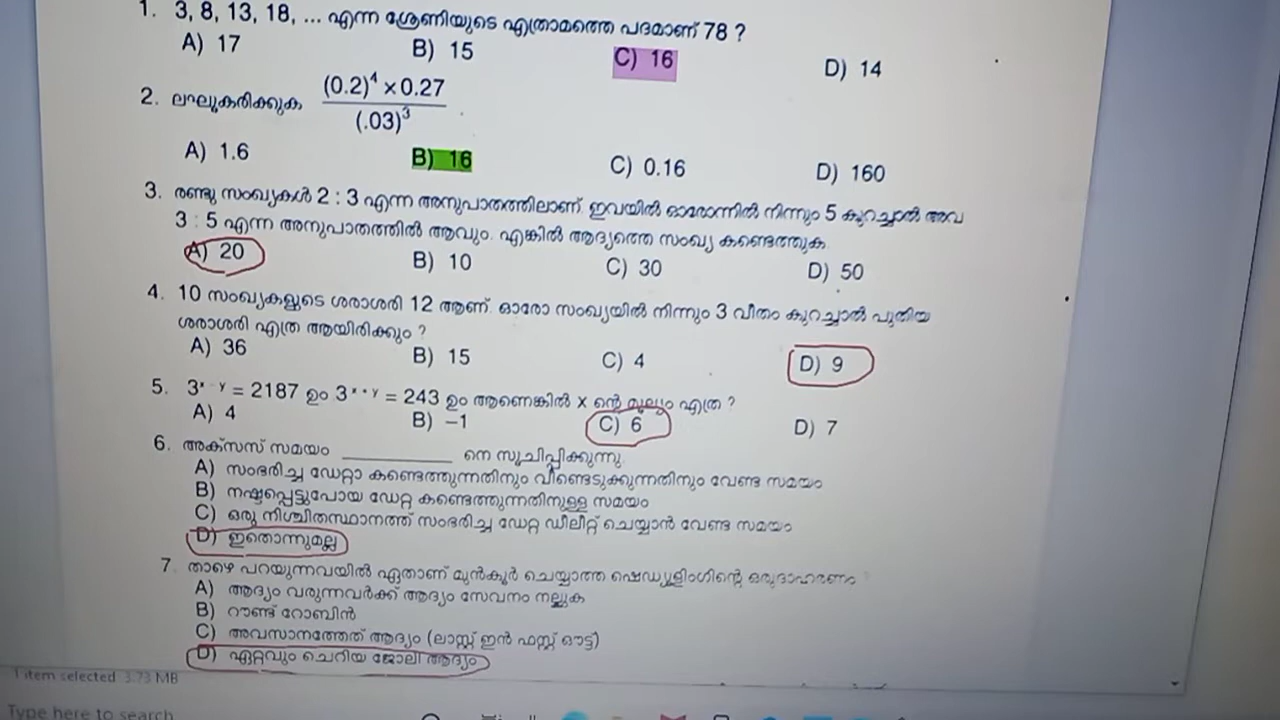 1. 3, 8, 13, 18, ... എന്ന ശ്രേണിയുടെ എത്രാമത്തെ പദമാണ് 78 ?
A) 17 B) 15 C) 16 D) 14
2. ലഘൂകരിക്കുക (0.2)⁴ × 0.27 / (.03)³
A) 1.6 B) 16 C) 0.16 D) 160
3. രണ്ടു സംഖ്യകൾ 2 : 3 എന്ന അനുപാതത്തിലാണ്. ഇവയിൽ ഓരോന്നിൽ നിന്നും 5 കുറച്ചാൽ അവ
3 : 5 എന്ന അനുപാതത്തിൽ ആവും. എങ്കിൽ ആദ്യത്തെ സംഖ്യ കണ്ടെത്തുക.
A) 20 B) 10 C) 30 D) 50
4. 10 സംഖ്യകളുടെ ശരാശരി 12 ആണ്. ഓരോ സംഖ്യയിൽ നിന്നും 3 വീതം കുറച്ചാൽ പുതിയ
ശരാശരി എത്ര ആയിരിക്കും ?
A) 36 B) 15 C) 4 D) 9
5. 3ˣ⁻ʸ = 2187 ഉം 3ˣ⁺ʸ = 243 ഉം ആണെങ്കിൽ x ന്റെ മൂല്യം എത്ര ?
A) 4 B) –1 C) 6 D) 7
6. അക്സസ് സമയം __________ നെ സൂചിപ്പിക്കുന്നു.
A) സംഭരിച്ച ഡേറ്റാ കണ്ടെത്തുന്നതിനും വീണ്ടെടുക്കുന്നതിനും വേണ്ട സമയം
B) നഷ്ടപ്പെട്ടുപോയ ഡേറ്റ കണ്ടെത്തുന്നതിനുള്ള സമയം
C) ഒരു നിശ്ചിതസ്ഥാനത്ത് സംഭരിച്ച ഡേറ്റ ഡീലീറ്റ് ചെയ്യാൻ വേണ്ട സമയം
D) ഇതൊന്നുമല്ല
7. താഴെ പറയുന്നവയിൽ ഏതാണ് മുൻകൂർ ചെയ്യാത്ത ഷെഡ്യൂളിംഗിന്റെ ഒരുദാഹരണം
A) ആദ്യം വരുന്നവർക്ക് ആദ്യം സേവനം നല്ലുക
B) റൗണ്ട് റോബിൻ
C) അവസാനത്തേത് ആദ്യം (ലാസ്റ്റ് ഇൻ ഫസ്റ്റ് ഔട്ട്)
D) ഏറ്റവും ചെറിയ ജോലി ആദ്യം
1 item selected 3.73 MB
Type here to search